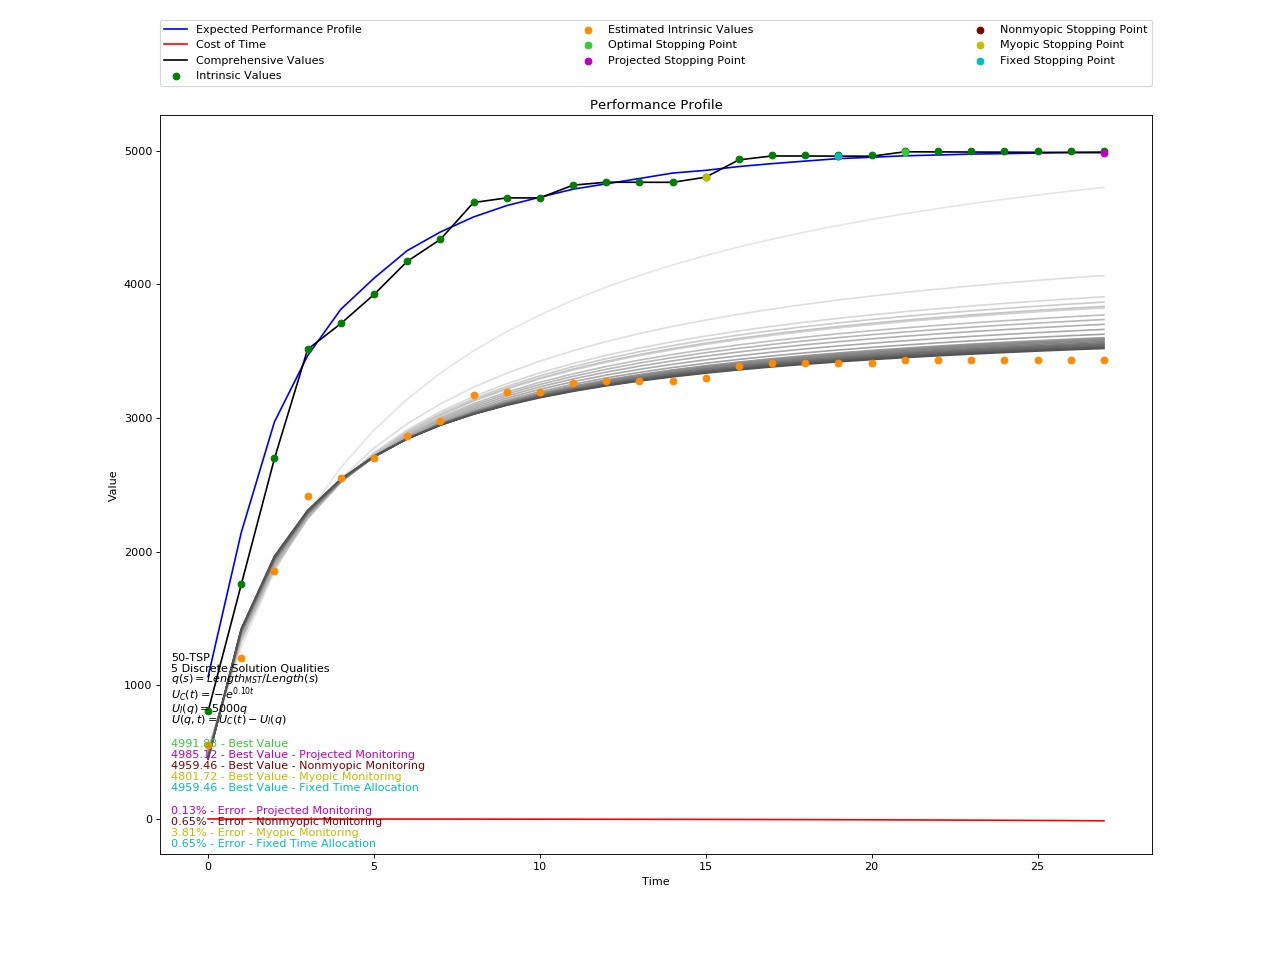 Expected Performance Profile
Cost of Time
Comprehensive Values
Intrinsic Values
Estimated Intrinsic Values
Optimal Stopping Point
Projected Stopping Point
Nonmyopic Stopping Point
Myopic Stopping Point
Fixed Stopping Point
Performance Profile
Value
5000
4000
3000
2000
1000
0
50-TSP
5 Discrete Solution Qualities
q(s) = Length_MST/Length(s)
U_C(t) = −e^0.10t
U_I(q) = 5000q
U(q, t) = U_C(t) − U_I(q)
4991.83 - Best Value
4985.12 - Best Value - Projected Monitoring
4959.46 - Best Value - Nonmyopic Monitoring
4801.72 - Best Value - Myopic Monitoring
4959.46 - Best Value - Fixed Time Allocation
0.13% - Error - Projected Monitoring
0.65% - Error - Nonmyopic Monitoring
3.81% - Error - Myopic Monitoring
0.65% - Error - Fixed Time Allocation
0 5 10 15 20 25
Time